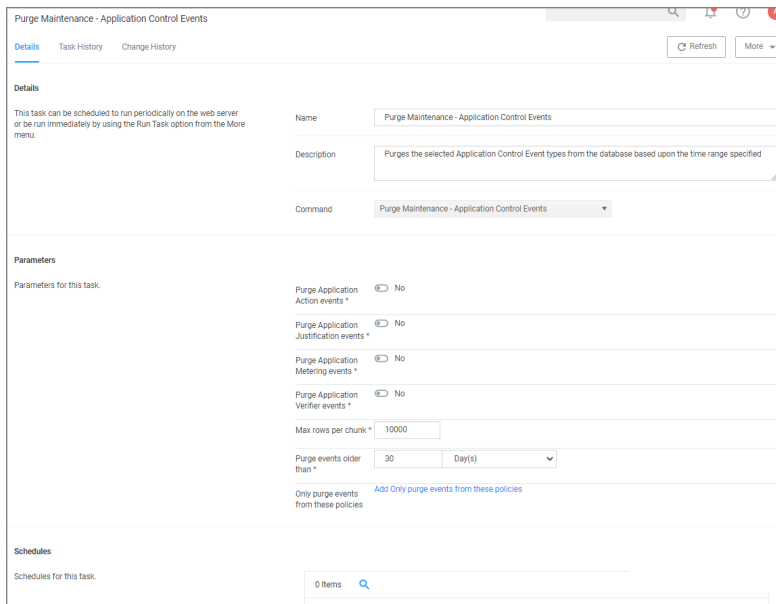 Purge Maintenance - Application Control Events
Details Task History Change History
Refresh More
Details
This task can be scheduled to run periodically on the web server
or be run immediately by using the Run Task option from the More
menu.
Name Purge Maintenance - Application Control Events
Description Purges the selected Application Control Event types from the database based upon the time range specified
Command Purge Maintenance - Application Control Events
Parameters
Parameters for this task.
Purge Application
Action events * No
Purge Application
Justification events * No
Purge Application
Metering events * No
Purge Application
Verifier events * No
Max rows per chunk * 10000
Purge events older
than * 30 Day(s)
Only purge events
from these policies
Add Only purge events from these policies
Schedules
Schedules for this task.
0 Items